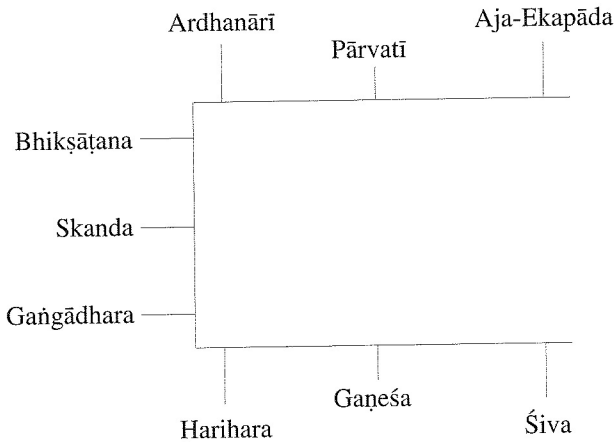 Ardhanārī
Pārvatī
Aja-Ekapāda
Bhikṣāṭana
Skanda
Gaṅgādhara
Harihara
Gaṇeśa
Śiva